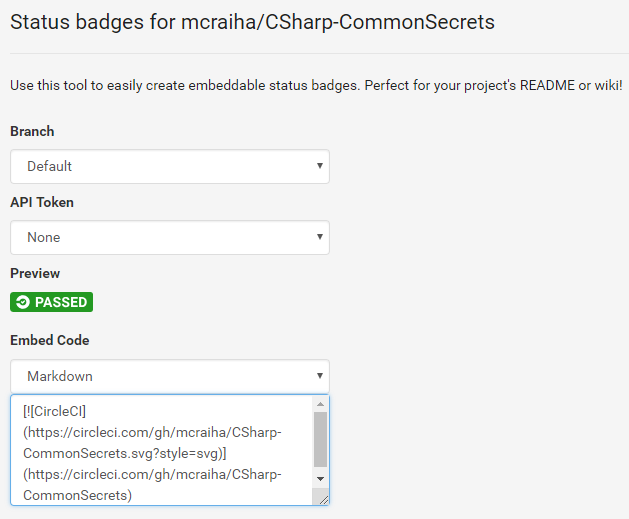 Status badges for mcraiha/CSharp-CommonSecrets
Use this tool to easily create embeddable status badges. Perfect for your project's README or wiki!
Branch
Default
API Token
None
Preview
PASSED
Embed Code
Markdown
[![CircleCI]
(https://circleci.com/gh/mcraiha/CSharp-
CommonSecrets.svg?style=svg)]
(https://circleci.com/gh/mcraiha/CSharp-
CommonSecrets)